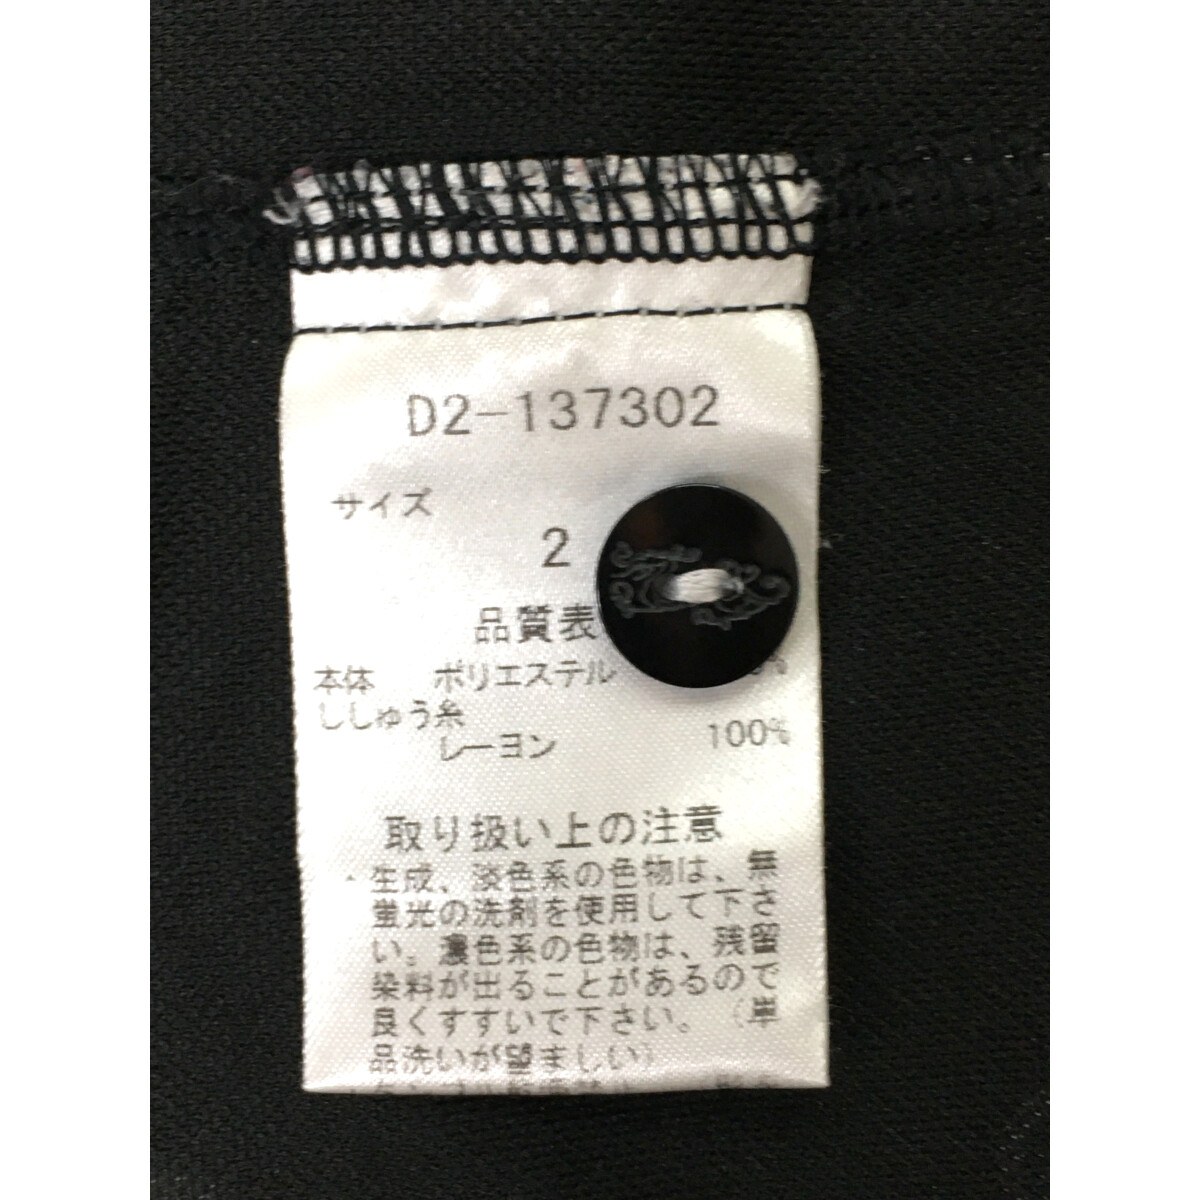 D2-137302
サイズ
2
品質表
本体 ポリエステル %
ししゅう糸
レーヨン 100%
取り扱い上の注意
・生成、淡色系の色物は、無
蛍光の洗剤を使用して下さ
い。濃色系の色物は、残留
染料が出ることがあるので
良くすすいで下さい。(単
品洗いが望ましい)